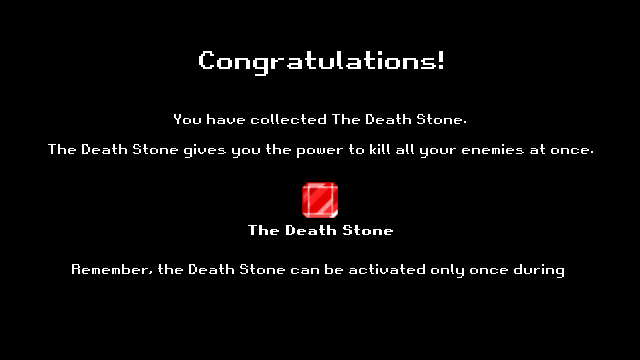 Congratulations!
You have collected The Death Stone.
The Death Stone gives you the power to kill all your enemies at once.
The Death Stone
Remember, the Death Stone can be activated only once during